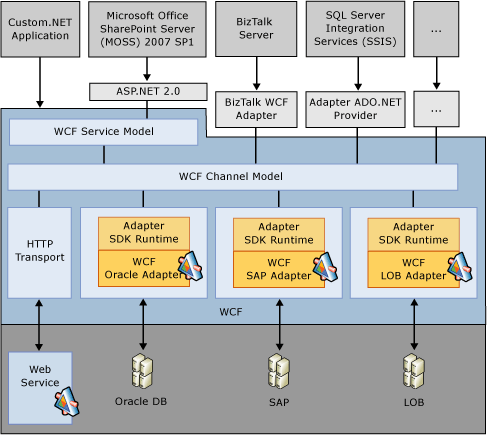 Custom.NET
Application
Microsoft Office
SharePoint Server
(MOSS) 2007 SP1
BizTalk
Server
SQL Server
Integration
Services (SSIS)
...
ASP.NET 2.0
BizTalk WCF
Adapter
Adapter ADO.NET
Provider
...
WCF Service Model
WCF Channel Model
HTTP
Transport
Adapter
SDK Runtime
WCF
Oracle Adapter
Adapter
SDK Runtime
WCF
SAP Adapter
Adapter
SDK Runtime
WCF
LOB Adapter
WCF
Web
Service
Oracle DB
SAP
LOB